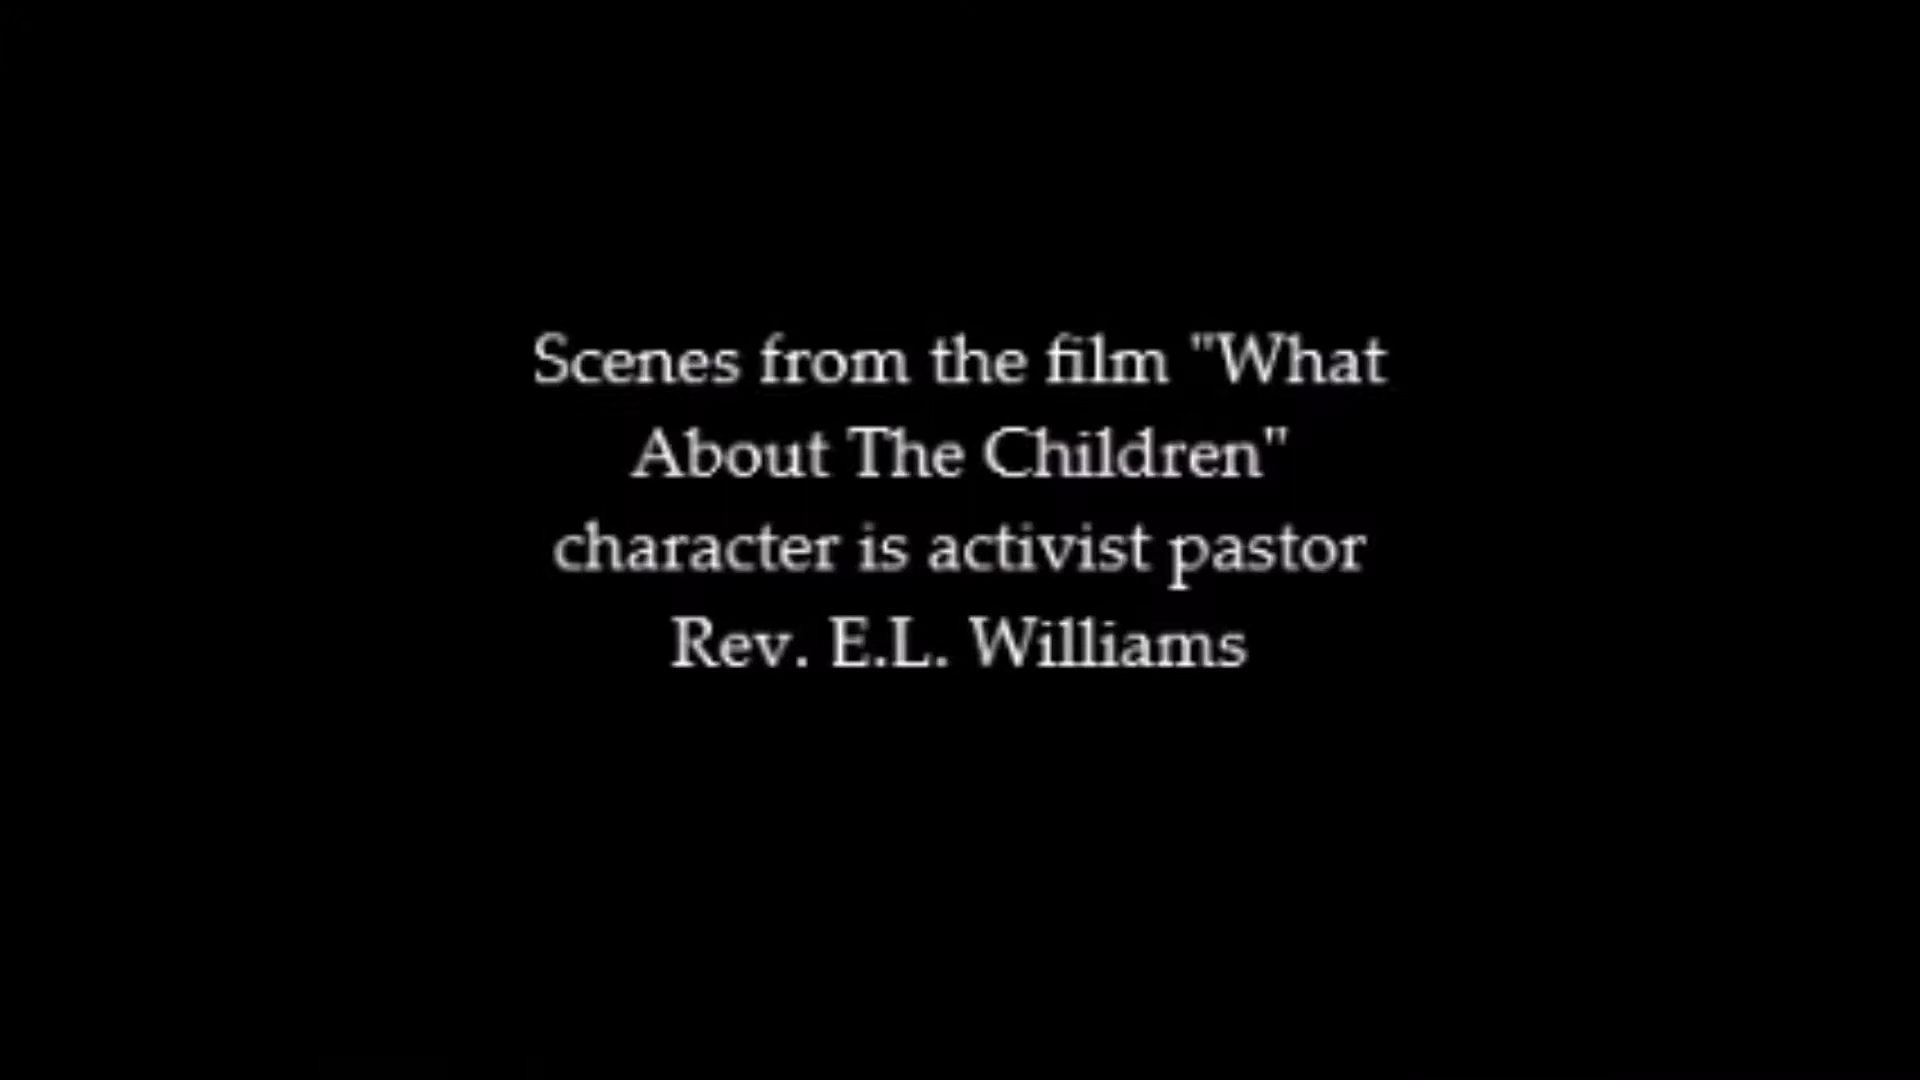 Scenes from the film "What
About The Children"
character is activist pastor
Rev. E.L. Williams